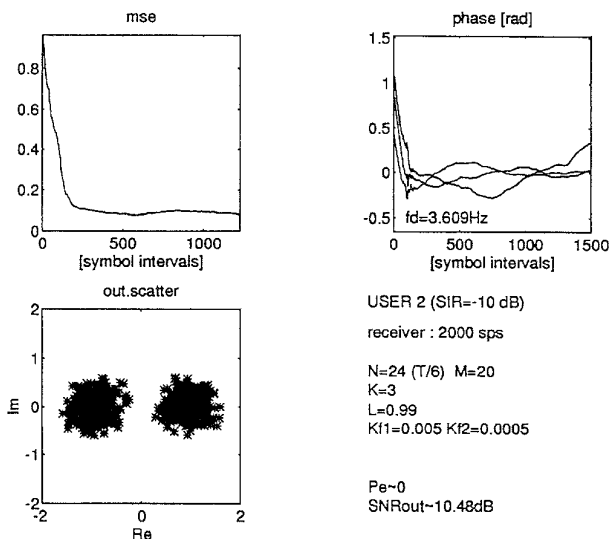 mse
0.8
0.6
0.4
0.2
0
0 500 1000
[symbol intervals]
phase [rad]
1.5
1
0.5
0
-0.5
fd=3.609Hz
0 500 1000 1500
[symbol intervals]
out.scatter
2
1
0
-1
-2
Im
-2 0 2
Re
USER 2 (SIR=-10 dB)
receiver : 2000 sps
N=24 (T/6) M=20
K=3
L=0.99
Kf1=0.005 Kf2=0.0005
Pe~0
SNRout~10.48dB